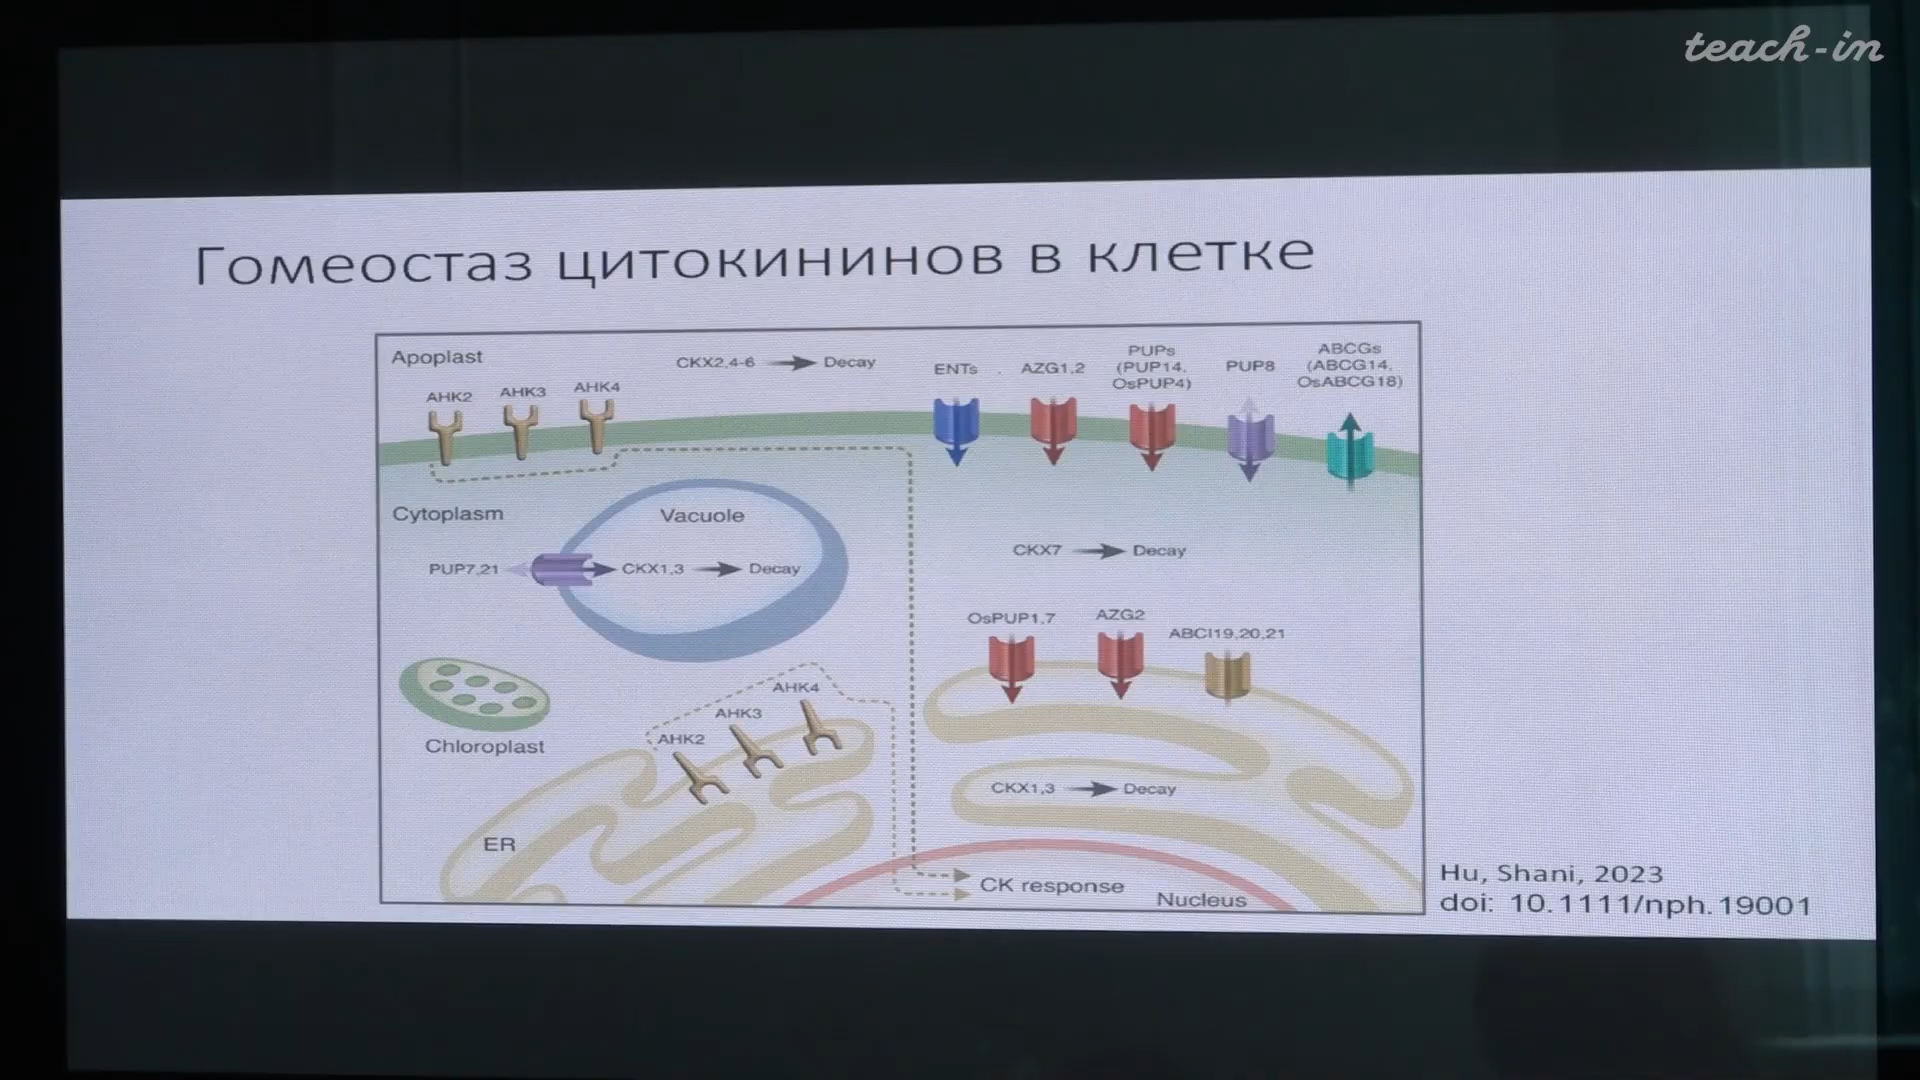 teach-in
Гомеостаз цитокининов в клетке
Apoplast
CKX2,4-6
Decay
ENTs
AZG1,2
PUPs
(PUP14,
OsPUP4)
PUP8
ABCGs
(ABCG14,
OsABCG18)
AHK2
AHK3
AHK4
Cytoplasm
Vacuole
PUP7,21
CKX1,3
Decay
CKX7
Decay
OsPUP1,7
AZG2
ABCI19,20,21
Chloroplast
AHK2
AHK3
AHK4
CKX1,3
Decay
ER
CK response
Nucleus
Hu, Shani, 2023
doi: 10.1111/nph.19001